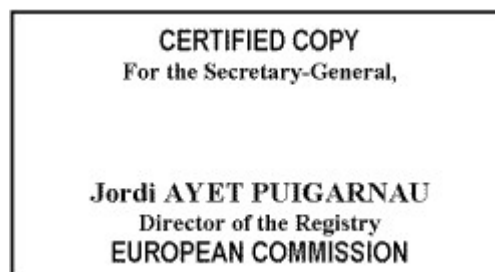 CERTIFIED COPY
For the Secretary-General,
Jordi AYET PUIGARNAU
Director of the Registry
EUROPEAN COMMISSION